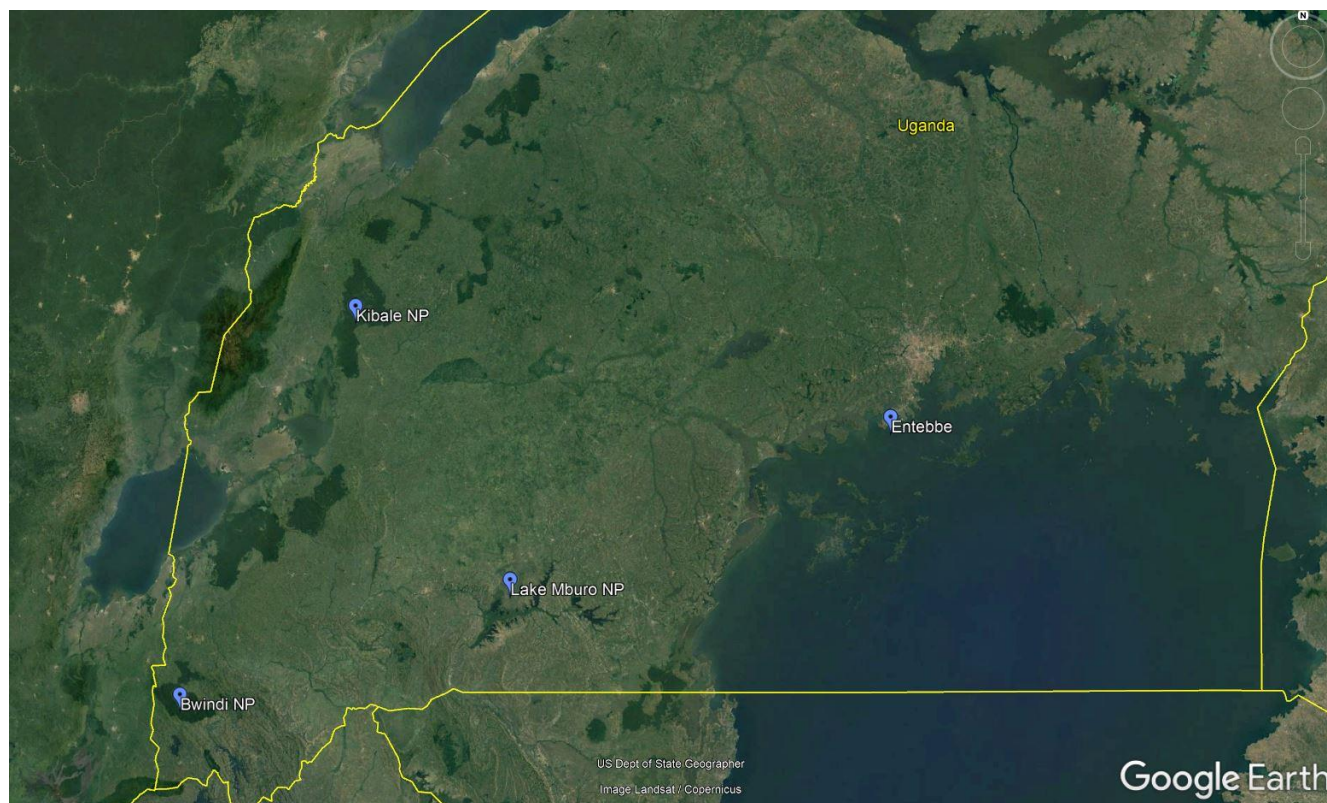 N
Uganda
Kibale NP
Entebbe
Lake Mburo NP
Bwindi NP
US Dept of State Geographer
Image Landsat / Copernicus
Google Earth